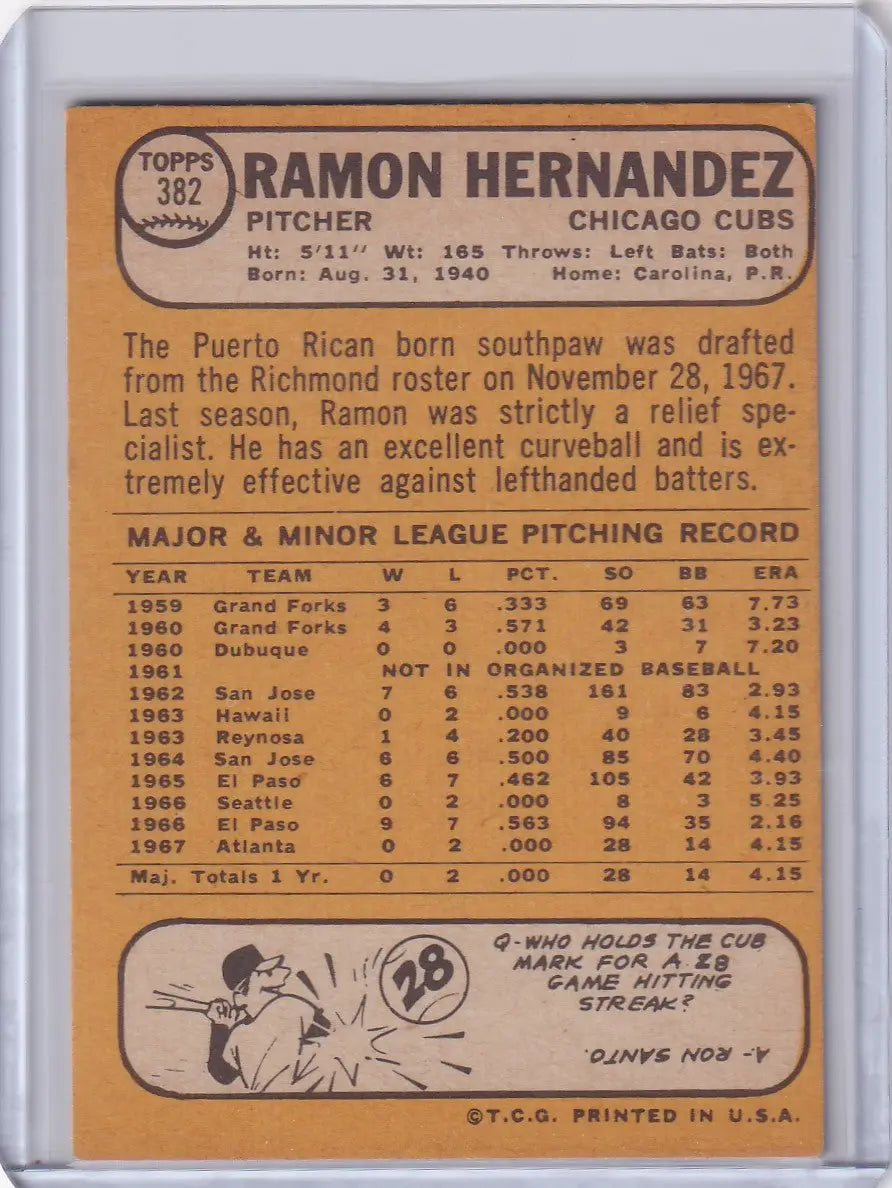 TOPPS
382
RAMON HERNANDEZ
PITCHER CHICAGO CUBS
Ht: 5'11" Wt: 165 Throws: Left Bats: Both
Born: Aug. 31, 1940 Home: Carolina, P.R.
The Puerto Rican born southpaw was drafted
from the Richmond roster on November 28, 1967.
Last season, Ramon was strictly a relief spe-
cialist. He has an excellent curveball and is ex-
tremely effective against lefthanded batters.
MAJOR & MINOR LEAGUE PITCHING RECORD
YEAR TEAM W L PCT. SO BB ERA
1959 Grand Forks 3 6 .333 69 63 7.73
1960 Grand Forks 4 3 .571 42 31 3.23
1960 Dubuque 0 0 .000 3 7 7.20
1961 NOT IN ORGANIZED BASEBALL
1962 San Jose 7 6 .538 161 83 2.93
1963 Hawaii 0 2 .000 9 6 4.15
1963 Reynosa 1 4 .200 40 28 3.45
1964 San Jose 6 6 .500 85 70 4.40
1965 El Paso 6 7 .462 105 42 3.93
1966 Seattle 0 2 .000 8 3 5.25
1966 El Paso 9 7 .563 94 35 2.16
1967 Atlanta 0 2 .000 28 14 4.15
Maj. Totals 1 Yr. 0 2 .000 28 14 4.15
28
Q-WHO HOLDS THE CUB
MARK FOR A 28
GAME HITTING
STREAK?
A- RON SANTO.
©T.C.G. PRINTED IN U.S.A.